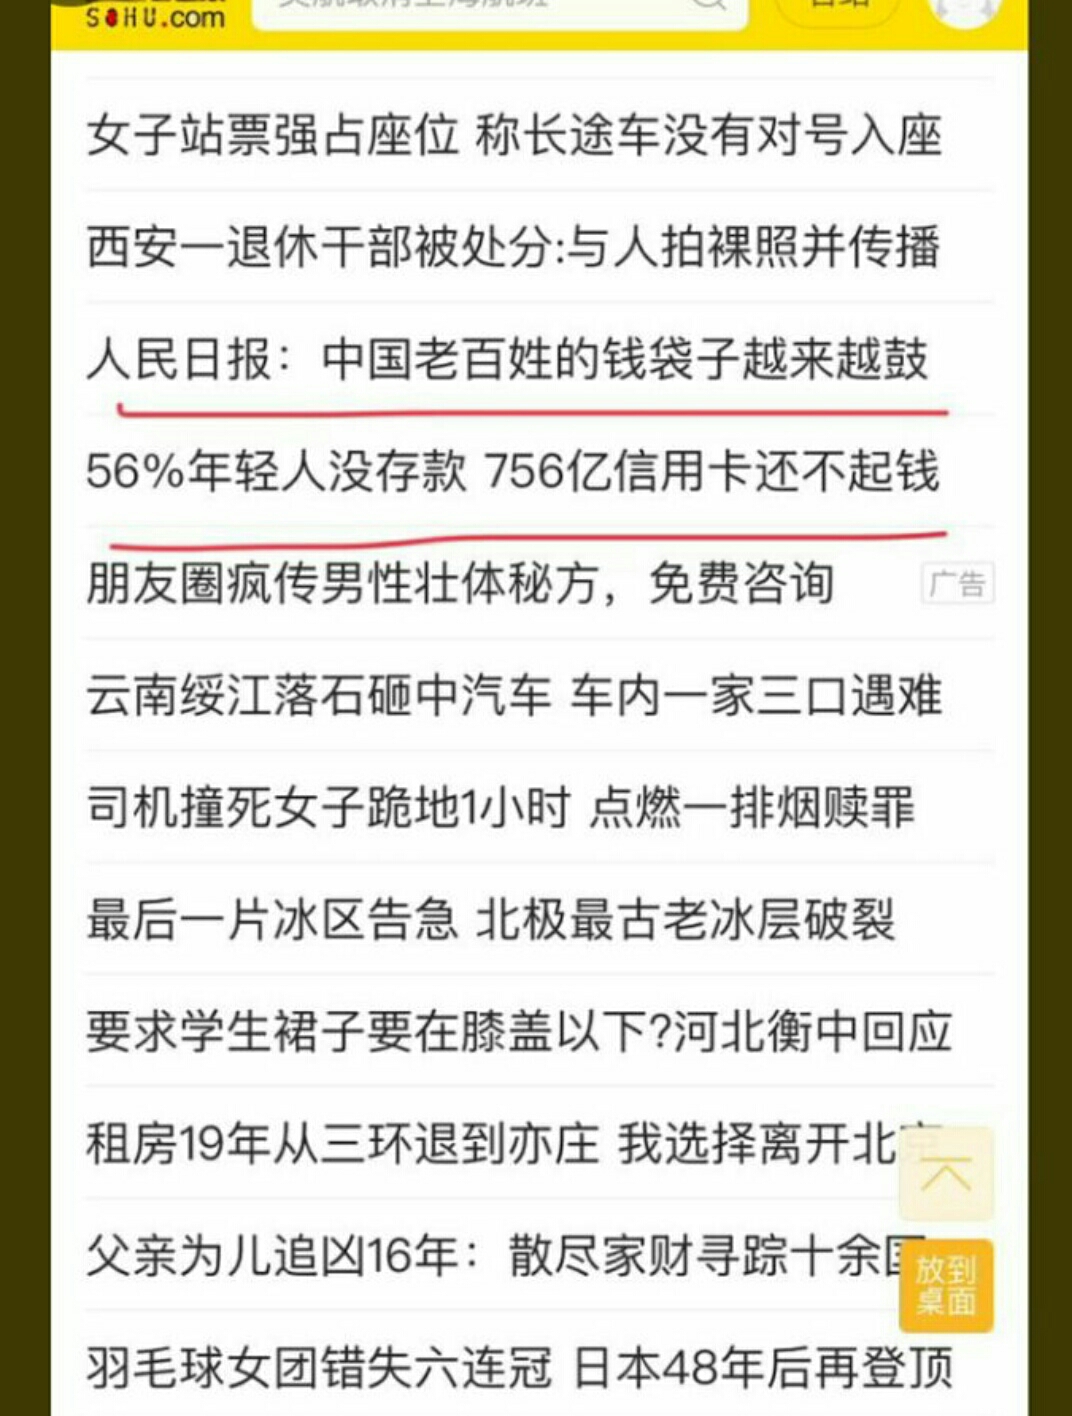 SOHU.com
女子站票强占座位 称长途车没有对号入座
西安一退休干部被处分:与人拍裸照并传播
人民日报：中国老百姓的钱袋子越来越鼓
56%年轻人没存款 756亿信用卡还不起钱
朋友圈疯传男性壮体秘方，免费咨询 广告
云南绥江落石砸中汽车 车内一家三口遇难
司机撞死女子跪地1小时 点燃一排烟赎罪
最后一片冰区告急 北极最古老冰层破裂
要求学生裙子要在膝盖以下?河北衡中回应
租房19年从三环退到亦庄 我选择离开北京
父亲为儿追凶16年：散尽家财寻踪十余国
放到
桌面
羽毛球女团错失六连冠 日本48年后再登顶